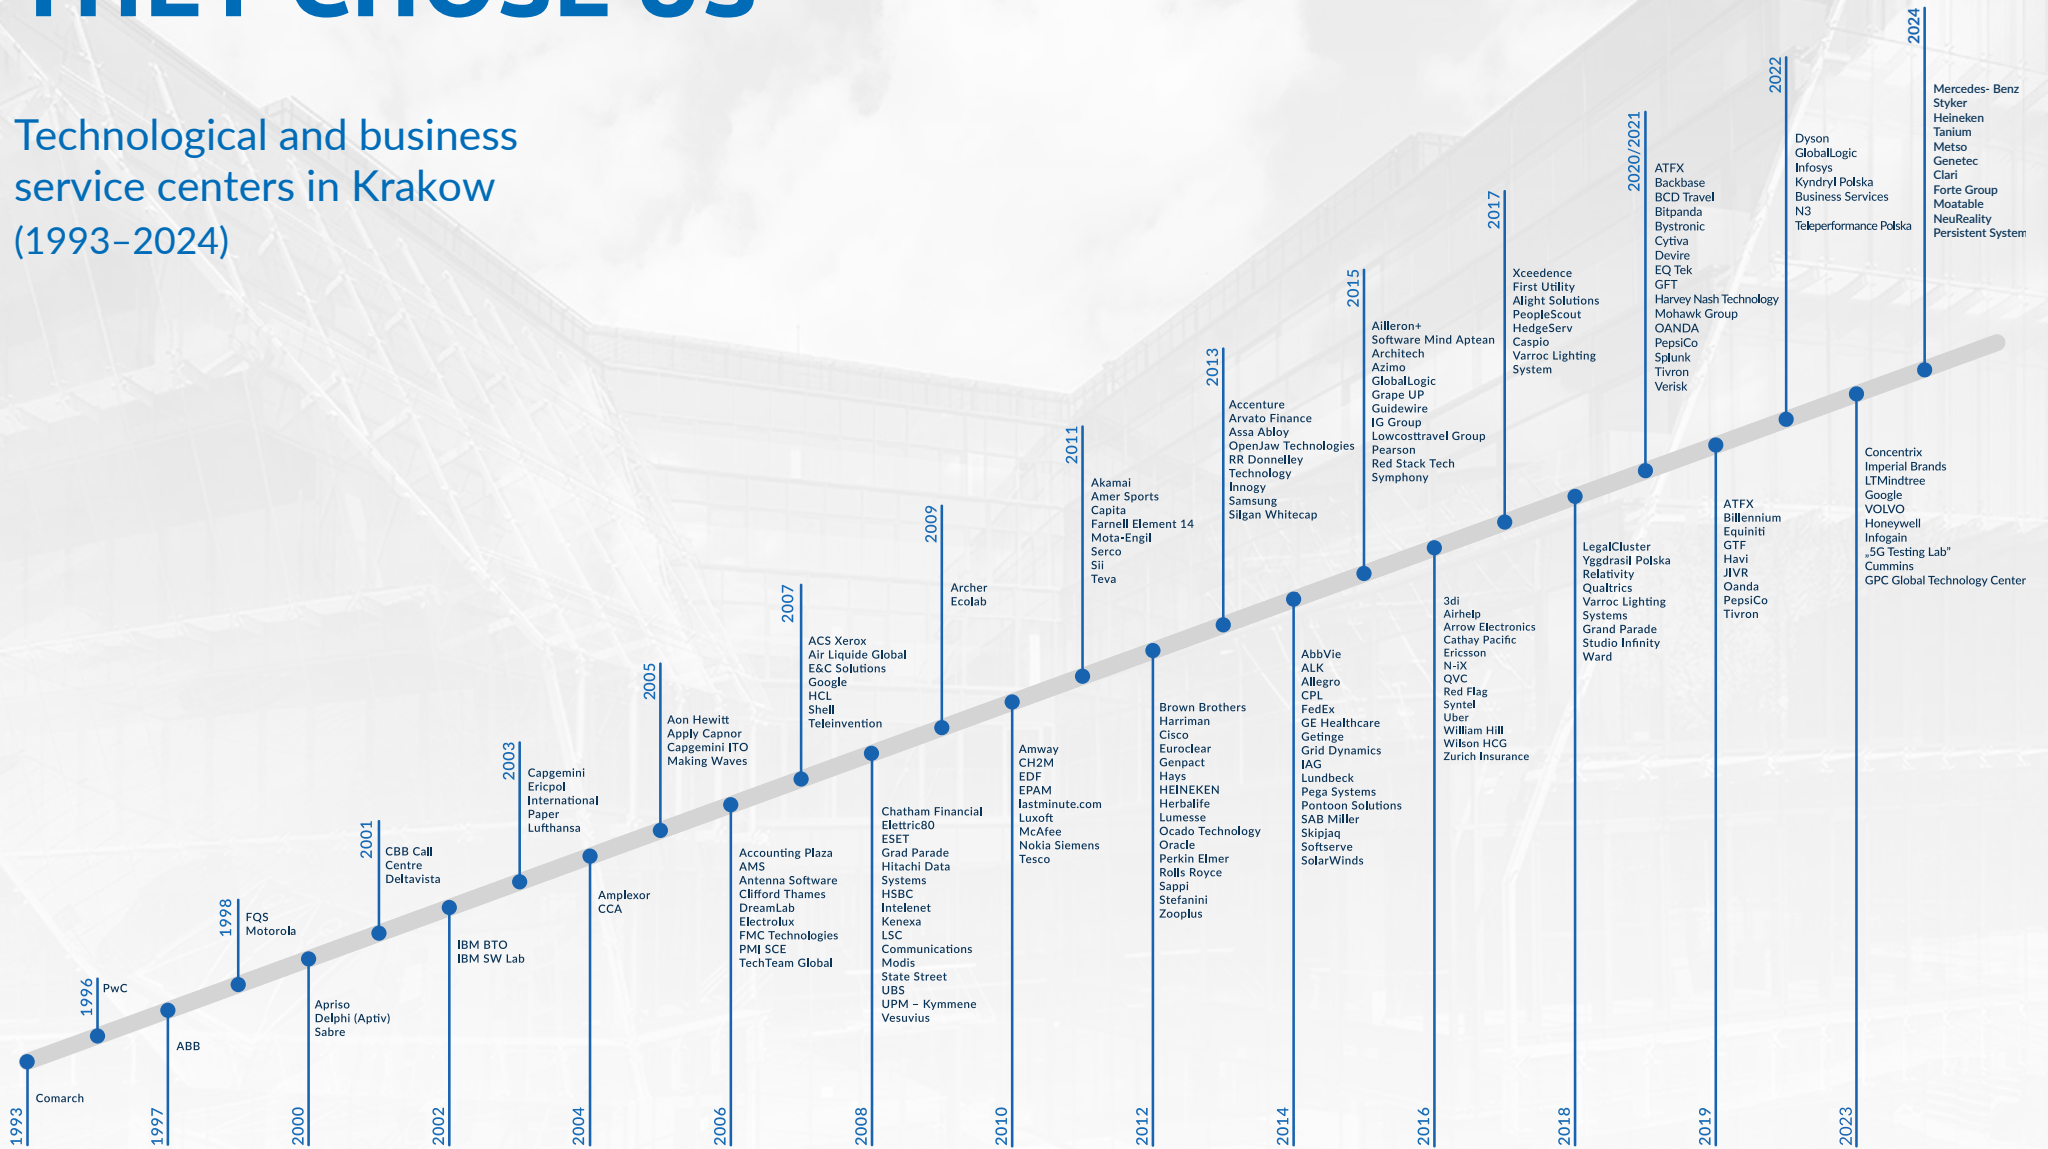 THEY CHOSE US
Technological and business
service centers in Krakow
(1993–2024)
1993
Comarch
1996
PwC
1997
ABB
1998
FQS
Motorola
2000
Apriso
Delphi (Aptiv)
Sabre
2001
CBB Call
Centre
Deltavista
2002
IBM BTO
IBM SW Lab
2003
Capgemini
Ericpol
International
Paper
Lufthansa
2004
Amplexor
CCA
2005
Aon Hewitt
Apply Capnor
Capgemini ITO
Making Waves
2006
Accounting Plaza
AMS
Antenna Software
Clifford Thames
DreamLab
Electrolux
FMC Technologies
PMI SCE
TechTeam Global
2007
ACS Xerox
Air Liquide Global
E&C Solutions
Google
HCL
Shell
Teleinvention
2008
Chatham Financial
Elettric80
ESET
Grad Parade
Hitachi Data
Systems
HSBC
Intelenet
Kenexa
LSC
Communications
Modis
State Street
UBS
UPM – Kymmene
Vesuvius
2009
Archer
Ecolab
2010
Amway
CH2M
EDF
EPAM
lastminute.com
Luxoft
McAfee
Nokia Siemens
Tesco
2011
Akamai
Amer Sports
Capita
Farnell Element 14
Mota-Engil
Serco
Sii
Teva
2012
Brown Brothers
Harriman
Cisco
Euroclear
Genpact
Hays
HEINEKEN
Herbalife
Lumesse
Ocado Technology
Oracle
Perkin Elmer
Rolls Royce
Sappi
Stefanini
Zooplus
2013
Accenture
Arvato Finance
Assa Abloy
OpenJaw Technologies
RR Donnelley
Technology
Innogy
Samsung
Silgan Whitecap
2014
AbbVie
ALK
Allegro
CPL
FedEx
GE Healthcare
Getinge
Grid Dynamics
IAG
Lundbeck
Pega Systems
Pontoon Solutions
SAB Miller
Skipjaq
Softserve
SolarWinds
2015
Ailleron+
Software Mind Aptean
Architech
Azimo
GlobalLogic
Grape UP
Guidewire
IG Group
Lowcosttravel Group
Pearson
Red Stack Tech
Symphony
2016
3di
Airhelp
Arrow Electronics
Cathay Pacific
Ericsson
N-iX
QVC
Red Flag
Syntel
Uber
William Hill
Wilson HCG
Zurich Insurance
2017
Xceedence
First Utility
Alight Solutions
PeopleScout
HedgeServ
Caspio
Varroc Lighting
System
2018
LegalCluster
Yggdrasil Polska
Relativity
Qualtrics
Varroc Lighting
Systems
Grand Parade
Studio Infinity
Ward
2019
ATFX
Billennium
Equiniti
GTF
Havi
JIVR
Oanda
PepsiCo
Tivron
2020/2021
ATFX
Backbase
BCD Travel
Bitpanda
Bystronic
Cytiva
Devire
EQ Tek
GFT
Harvey Nash Technology
Mohawk Group
OANDA
PepsiCo
Splunk
Tivron
Verisk
2022
Dyson
GlobalLogic
Infosys
Kyndryl Polska
Business Services
N3
Teleperformance Polska
2023
Concentrix
Imperial Brands
LTMindtree
Google
VOLVO
Honeywell
Infogain
„5G Testing Lab”
Cummins
GPC Global Technology Center
2024
Mercedes- Benz
Styker
Heineken
Tanium
Metso
Genetec
Clari
Forte Group
Moatable
NeuReality
Persistent System